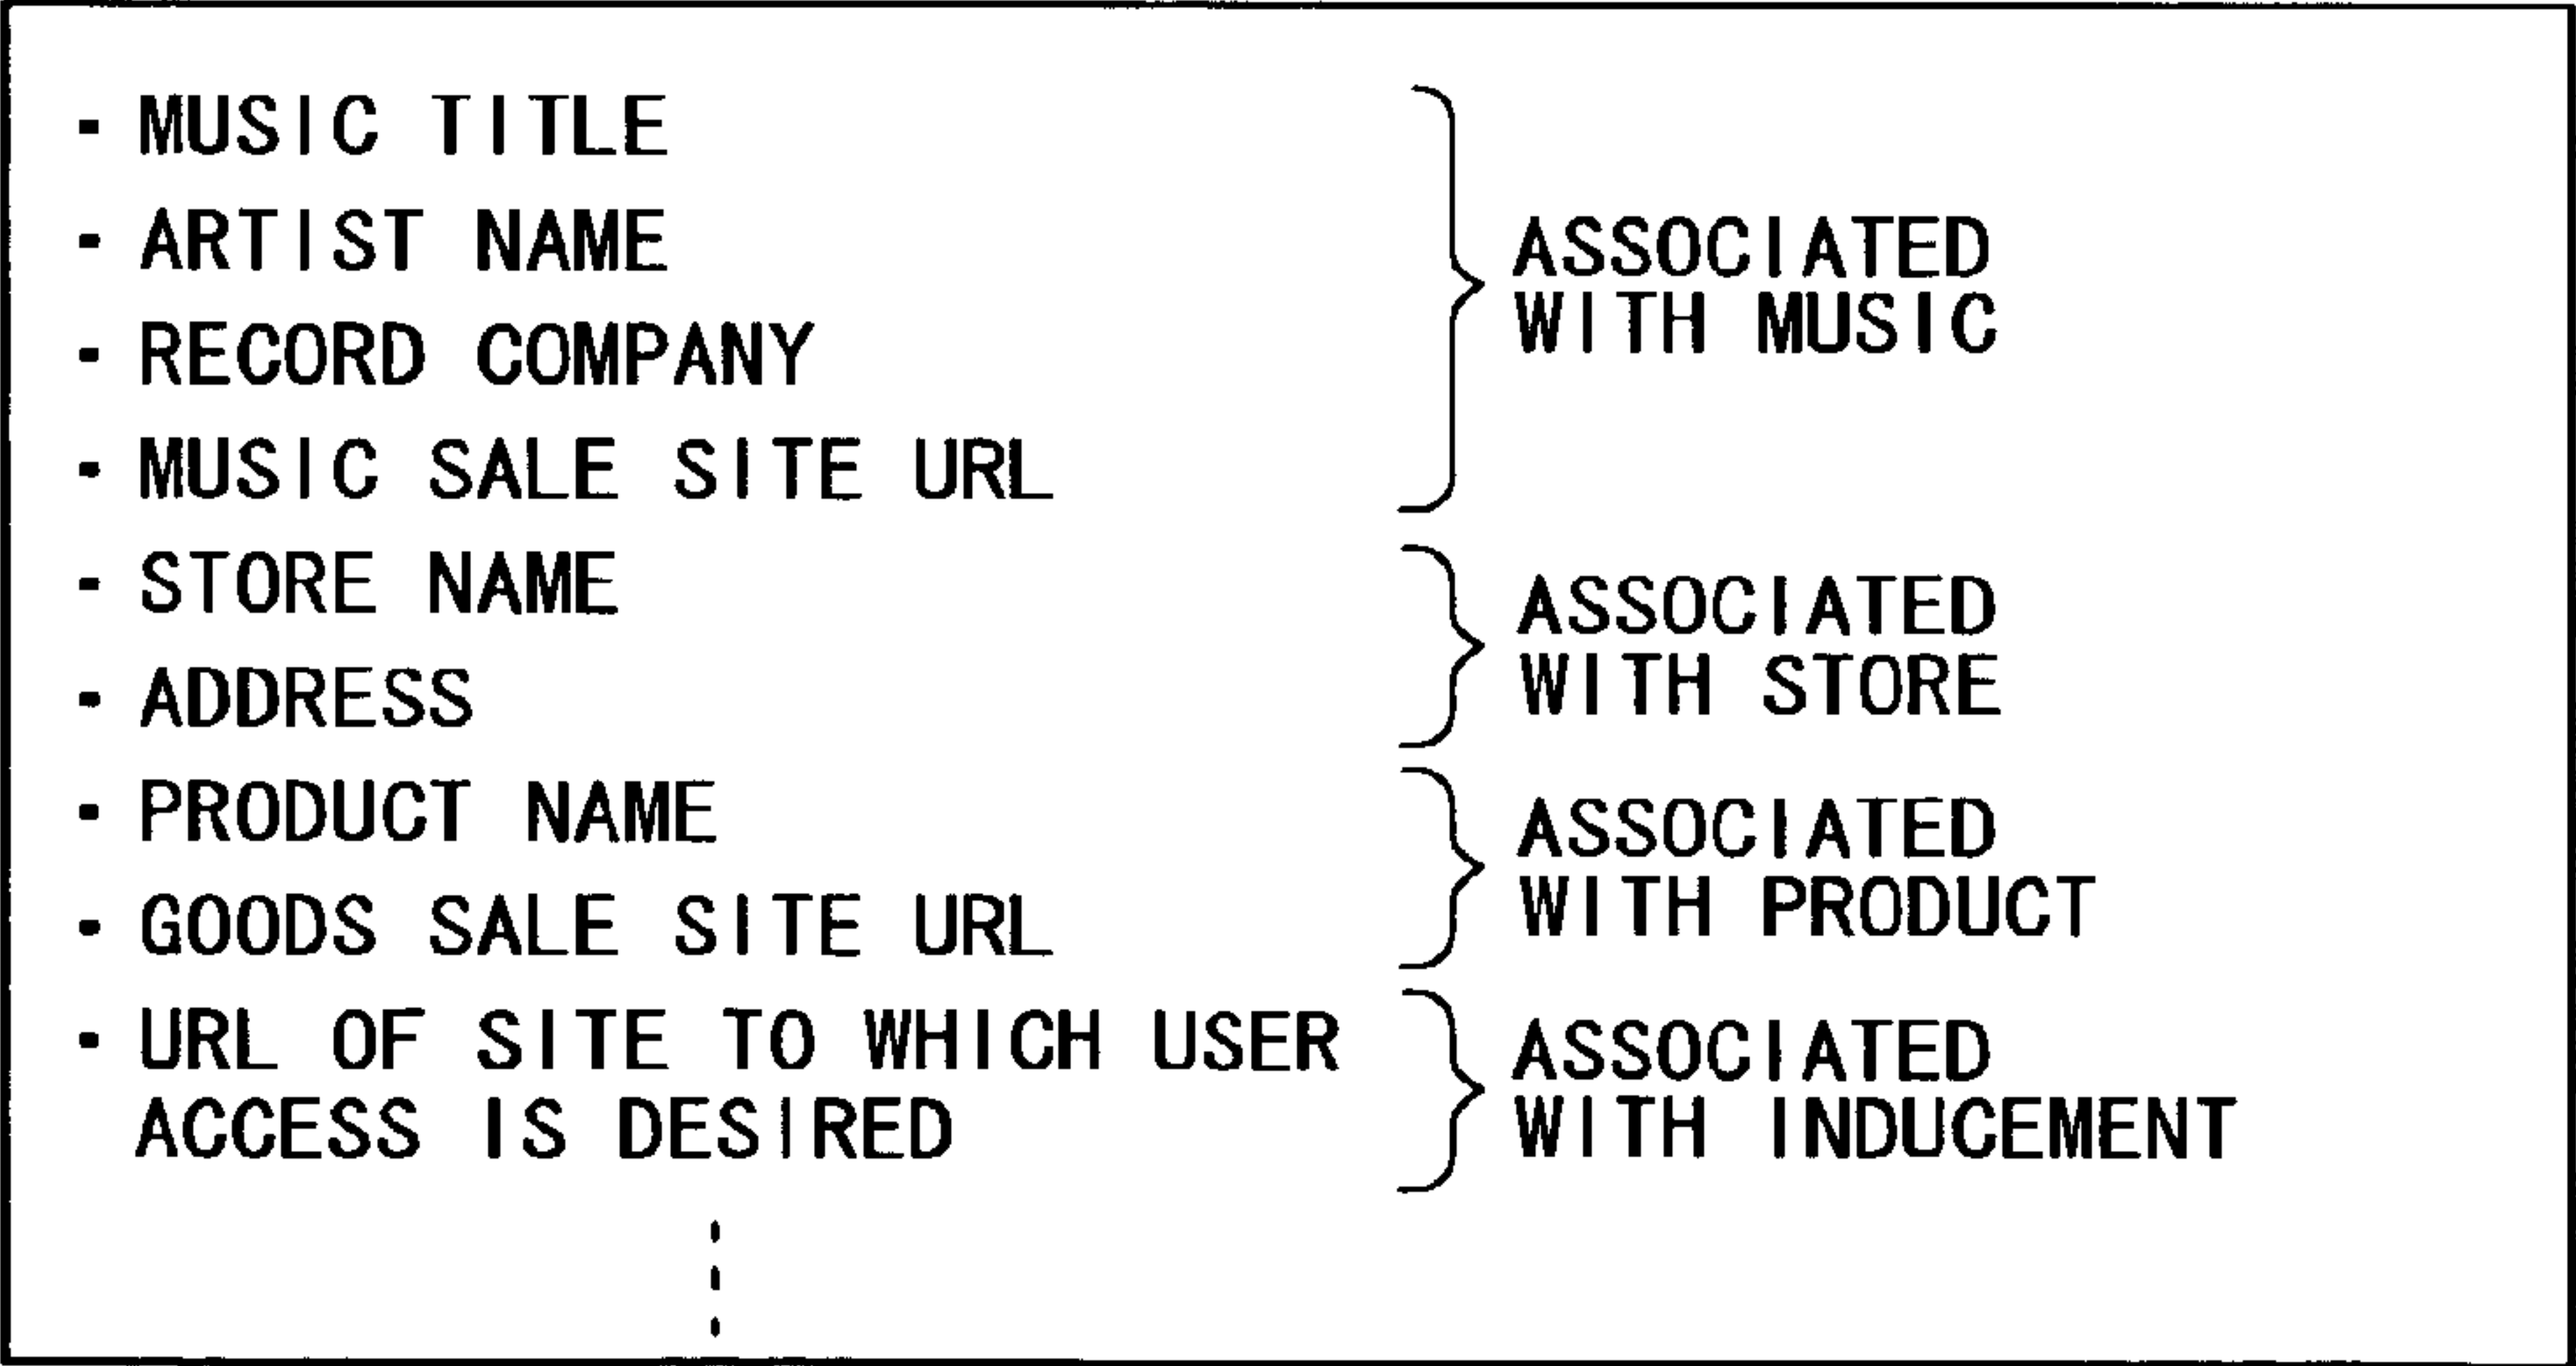 - MUSIC TITLE
- ARTIST NAME
- RECORD COMPANY
- MUSIC SALE SITE URL
ASSOCIATED
WITH MUSIC
- STORE NAME
- ADDRESS
ASSOCIATED
WITH STORE
- PRODUCT NAME
- GOODS SALE SITE URL
ASSOCIATED
WITH PRODUCT
- URL OF SITE TO WHICH USER
ACCESS IS DESIRED
ASSOCIATED
WITH INDUCEMENT